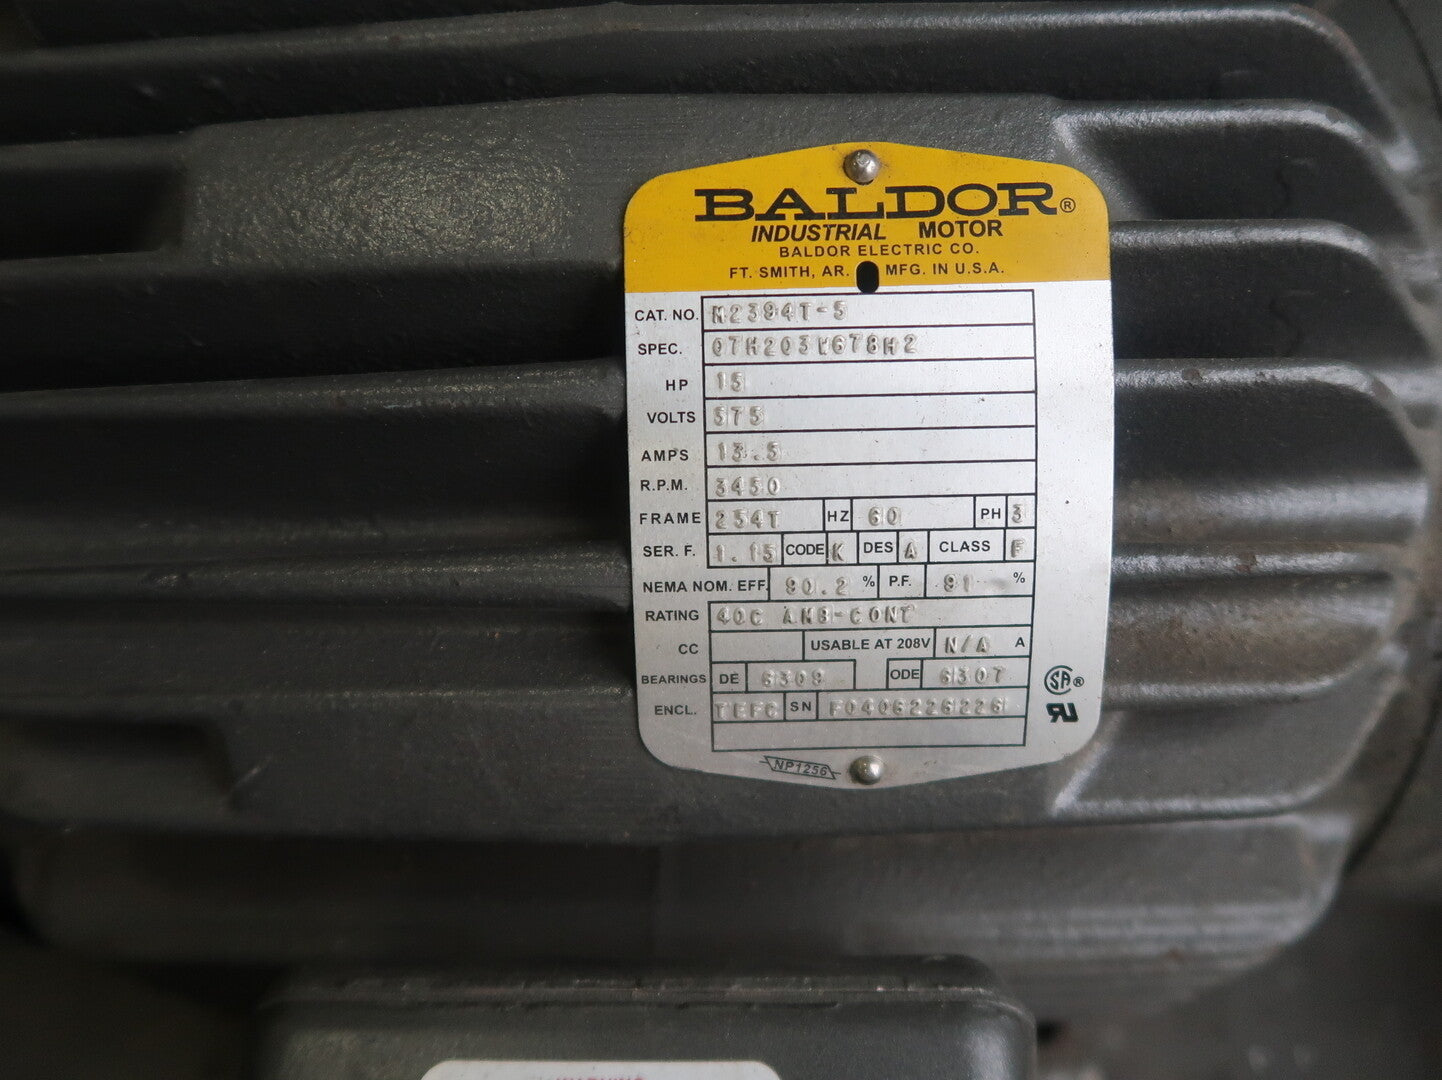 BALDOR®
INDUSTRIAL MOTOR
BALDOR ELECTRIC CO.
FT. SMITH, AR. MFG. IN U.S.A.
CAT. NO. M2394T-5
SPEC. 07H203W678H2
HP 15
VOLTS 575
AMPS 13.5
R.P.M. 3450
FRAME 254T HZ 60 PH 3
SER. F. 1.15 CODE K DES A CLASS F
NEMA NOM. EFF. 90.2 % P.F. 91 %
RATING 40C AMB-CONT
CC USABLE AT 208V N/A A
BEARINGS DE 6309 ODE 6307
ENCL. TEFC SN F0406226226
NP1256